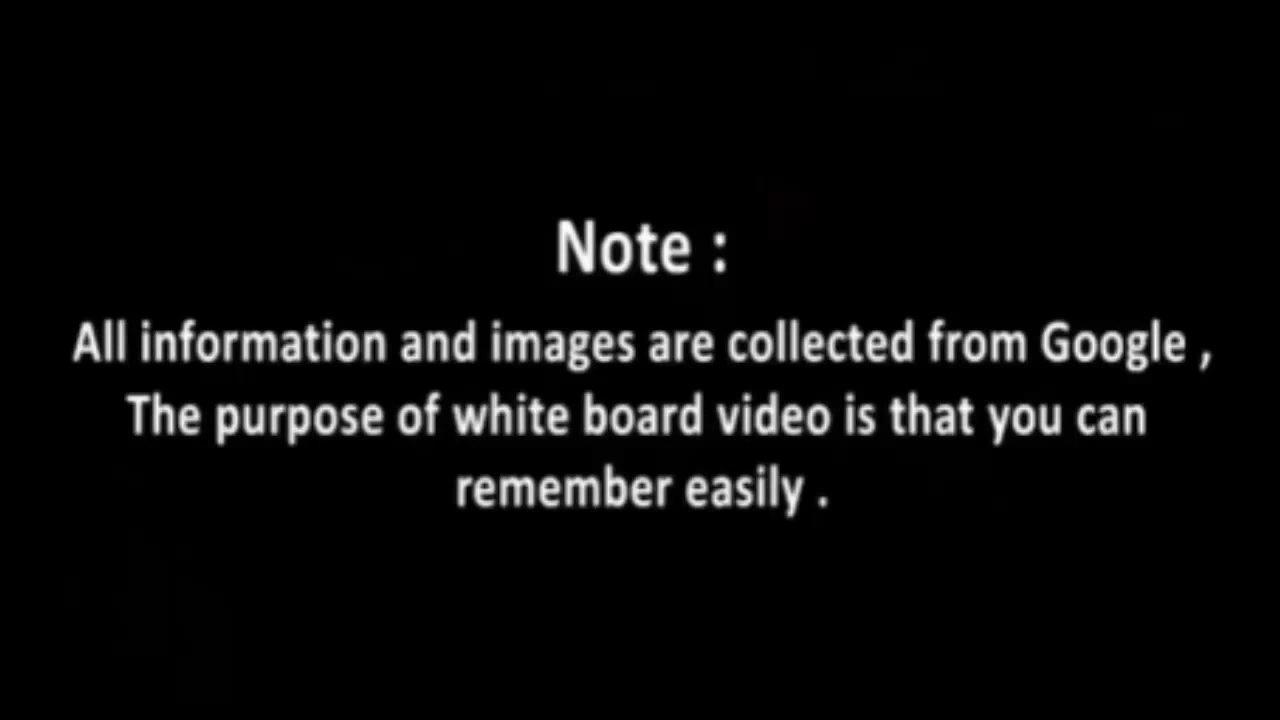 Note :
All information and images are collected from Google ,
The purpose of white board video is that you can
remember easily .